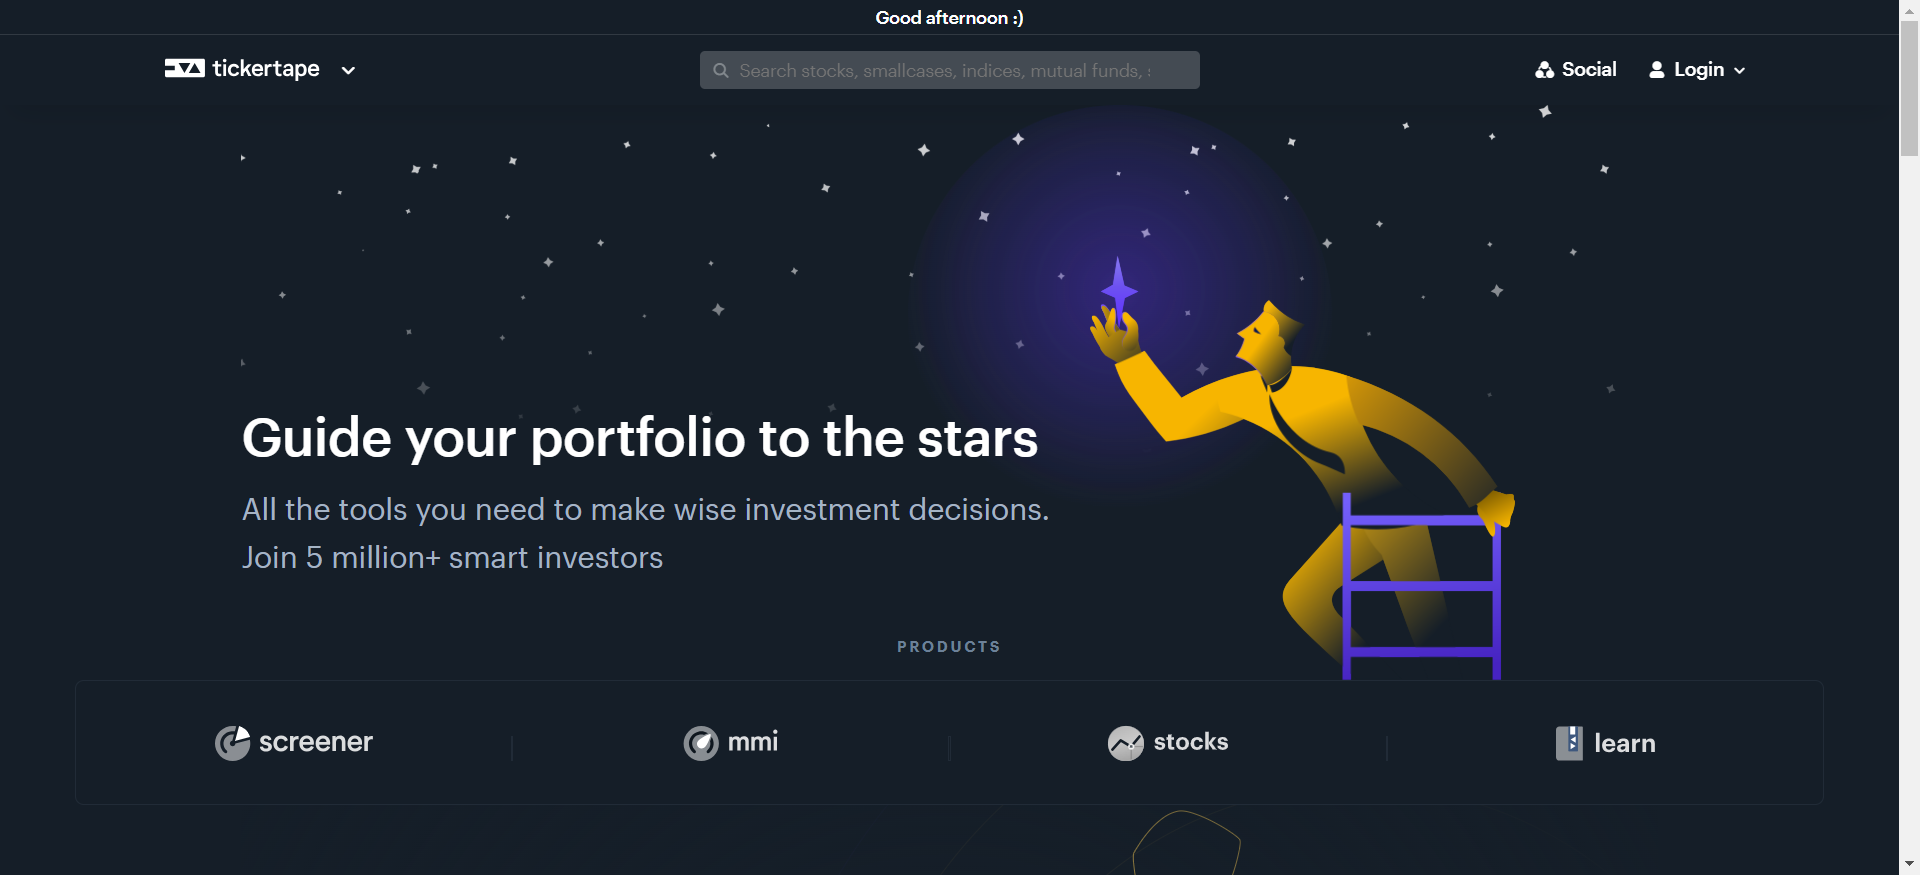 Good afternoon :)
tickertape
Search stocks, smallcases, indices, mutual funds, :
Social
Login
Guide your portfolio to the stars
All the tools you need to make wise investment decisions.
Join 5 million+ smart investors
PRODUCTS
screener
mmi
stocks
learn